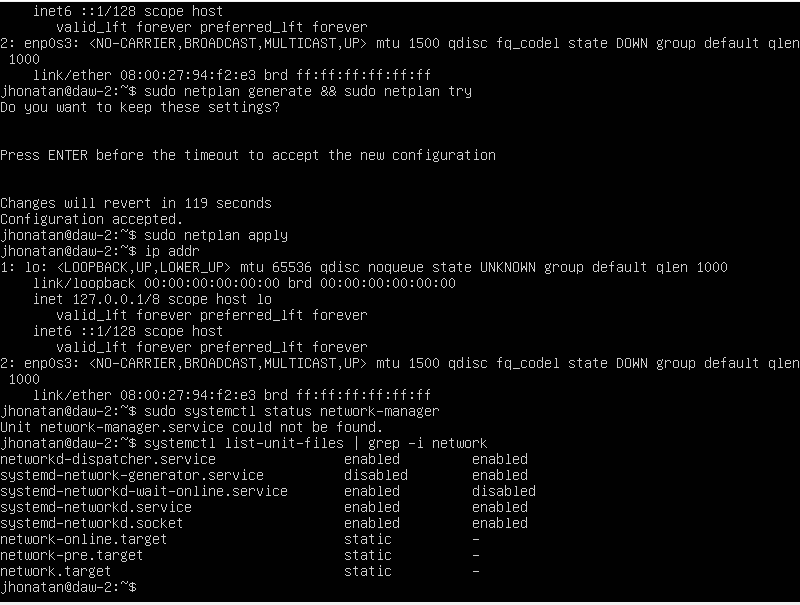 inet6 ::1/128 scope host
valid_lft forever preferred_lft forever
2: enp0s3: <NO-CARRIER,BROADCAST,MULTICAST,UP> mtu 1500 qdisc fq_codel state DOWN group default qlen
1000
link/ether 08:00:27:94:f2:e3 brd ff:ff:ff:ff:ff:ff
jhonatan@daw-2:~$ sudo netplan generate && sudo netplan try
Do you want to keep these settings?
Press ENTER before the timeout to accept the new configuration
Changes will revert in 119 seconds
Configuration accepted.
jhonatan@daw-2:~$ sudo netplan apply
jhonatan@daw-2:~$ ip addr
1: lo: <LOOPBACK,UP,LOWER_UP> mtu 65536 qdisc noqueue state UNKNOWN group default qlen 1000
link/loopback 00:00:00:00:00:00 brd 00:00:00:00:00:00
inet 127.0.0.1/8 scope host lo
valid_lft forever preferred_lft forever
inet6 ::1/128 scope host
valid_lft forever preferred_lft forever
2: enp0s3: <NO-CARRIER,BROADCAST,MULTICAST,UP> mtu 1500 qdisc fq_codel state DOWN group default qlen
1000
link/ether 08:00:27:94:f2:e3 brd ff:ff:ff:ff:ff:ff
jhonatan@daw-2:~$ sudo systemctl status network-manager
Unit network-manager.service could not be found.
jhonatan@daw-2:~$ systemctl list-unit-files | grep -i network
networkd-dispatcher.service enabled enabled
systemd-network-generator.service disabled enabled
systemd-networkd-wait-online.service enabled disabled
systemd-networkd.service enabled enabled
systemd-networkd.socket enabled enabled
network-online.target static -
network-pre.target static -
network.target static -
jhonatan@daw-2:~$